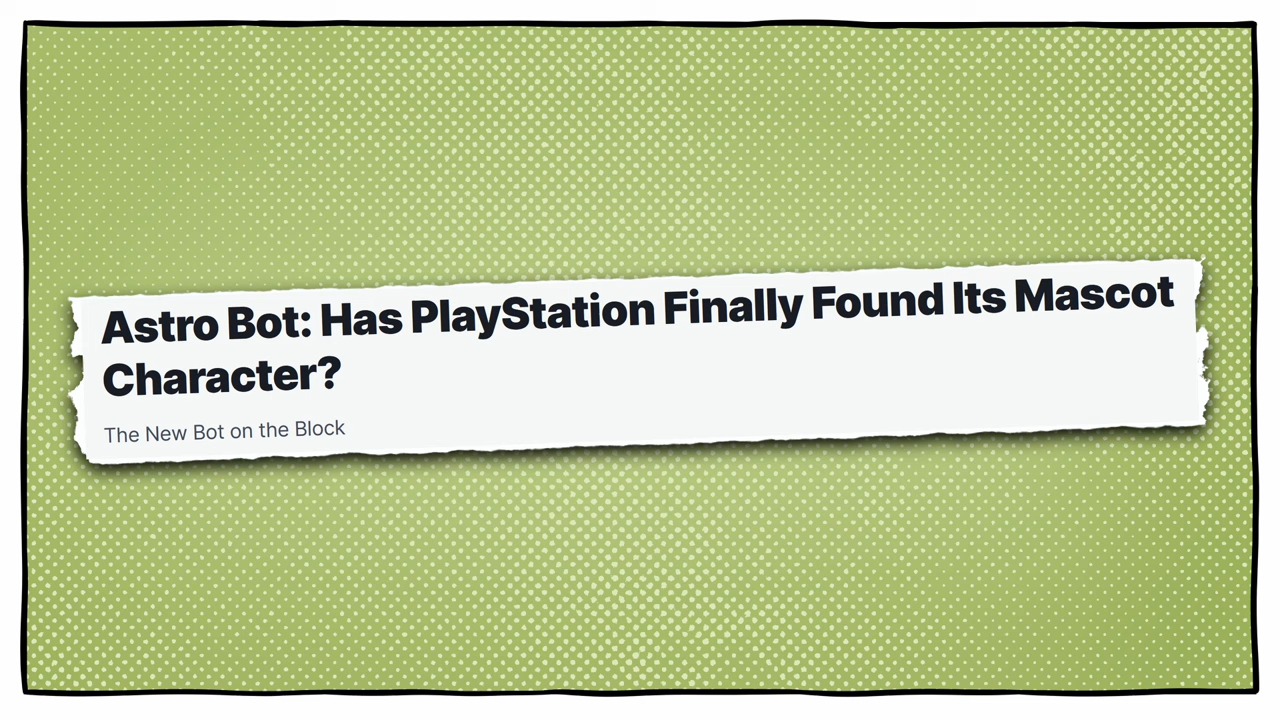 Astro Bot: Has PlayStation Finally Found Its Mascot
Character?
The New Bot on the Block